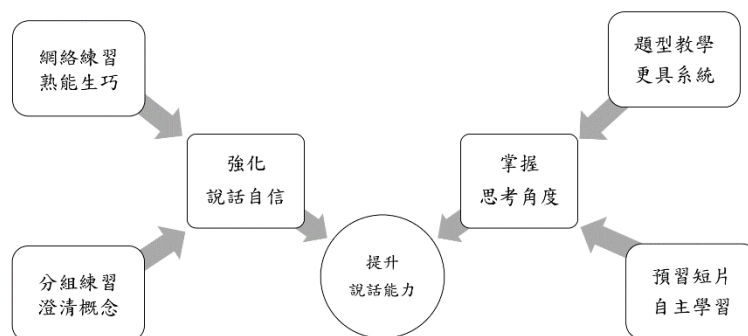 網絡練習
熟能生巧
題型教學
更具系統
強化
說話自信
掌握
思考角度
提升
說話能力
分組練習
澄清概念
預習短片
自主學習